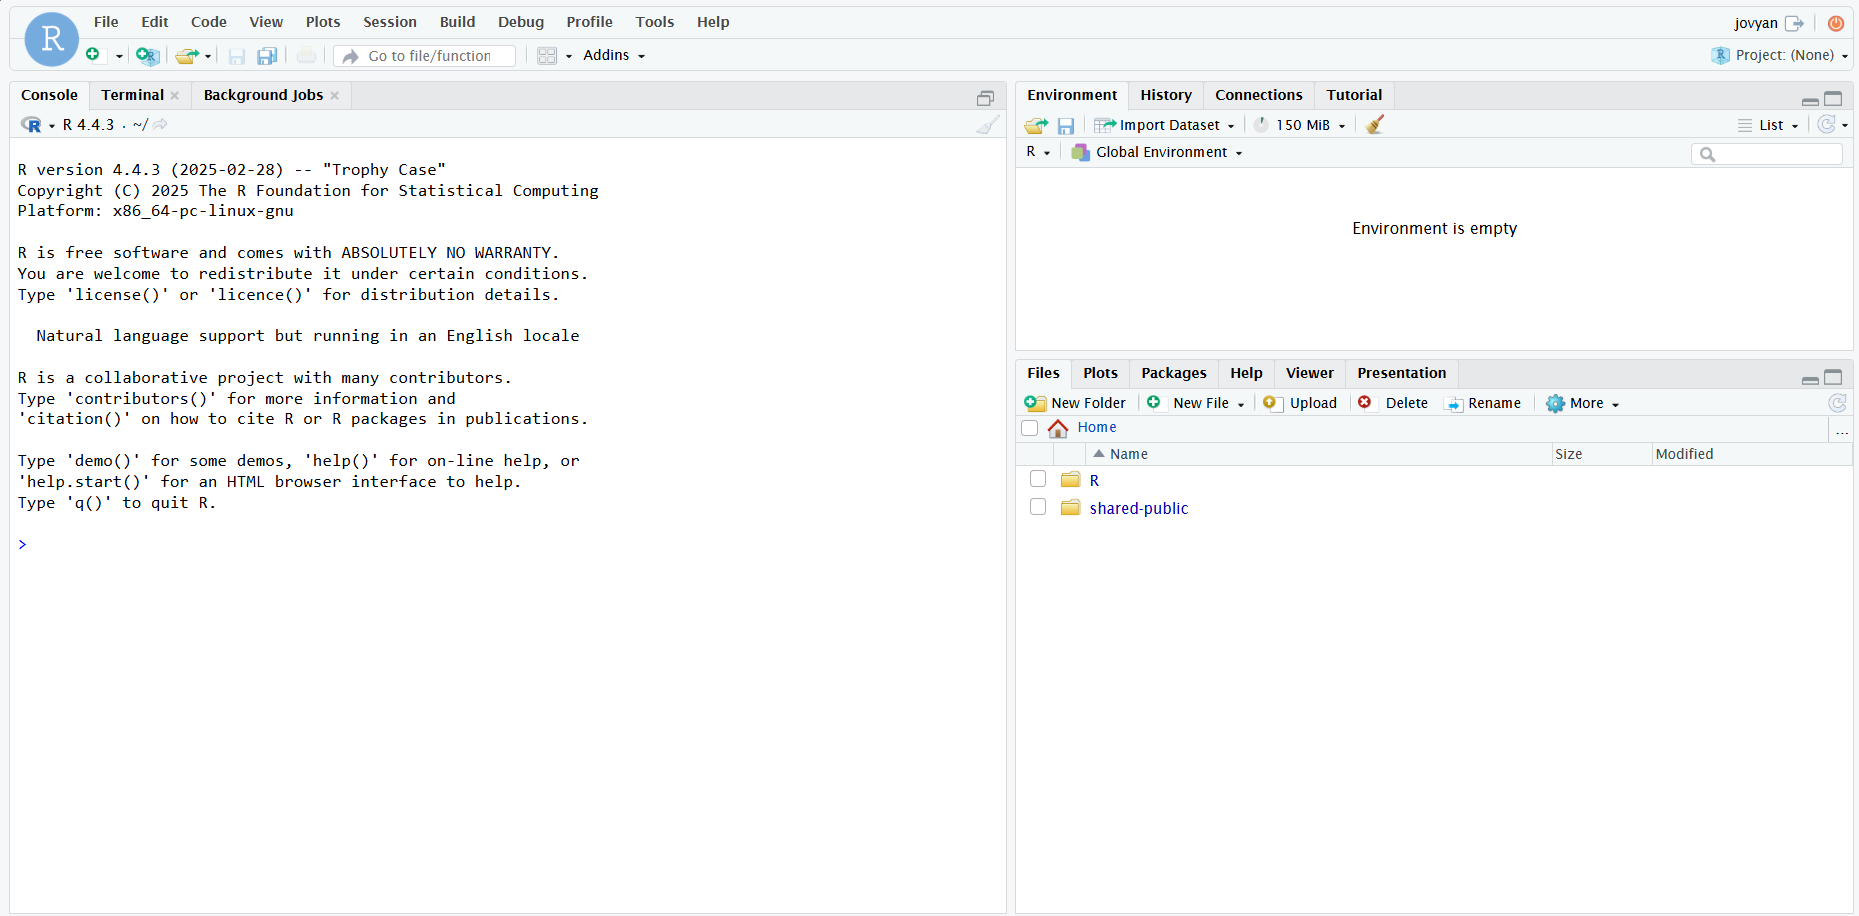 File Edit Code View Plots Session Build Debug Profile Tools Help
jovyan
R
Go to file/function
Addins
Project: (None)
Console Terminal Background Jobs
R 4.4.3 · ~/
R version 4.4.3 (2025-02-28) -- "Trophy Case"
Copyright (C) 2025 The R Foundation for Statistical Computing
Platform: x86_64-pc-linux-gnu
R is free software and comes with ABSOLUTELY NO WARRANTY.
You are welcome to redistribute it under certain conditions.
Type 'license()' or 'licence()' for distribution details.
Natural language support but running in an English locale
R is a collaborative project with many contributors.
Type 'contributors()' for more information and
'citation()' on how to cite R or R packages in publications.
Type 'demo()' for some demos, 'help()' for on-line help, or
'help.start()' for an HTML browser interface to help.
Type 'q()' to quit R.
>
Environment History Connections Tutorial
Import Dataset 150 MiB List
R Global Environment
Environment is empty
Files Plots Packages Help Viewer Presentation
New Folder New File Upload Delete Rename More
Home ...
Name Size Modified
R
shared-public